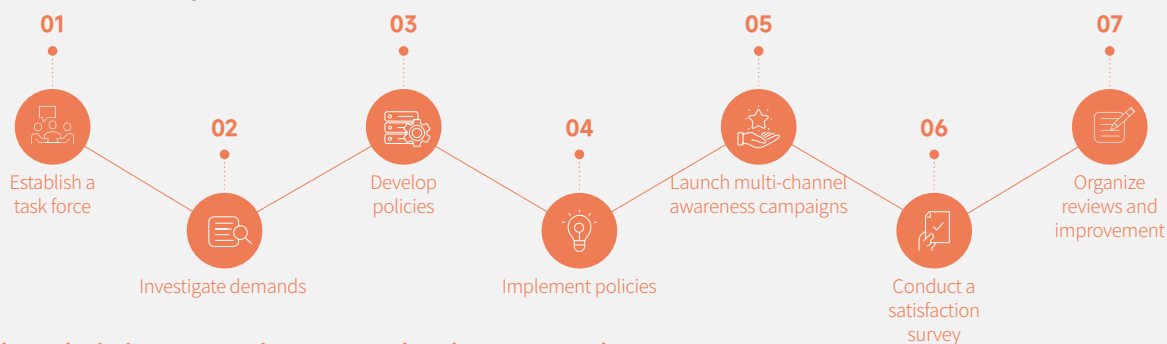 01
Establish a
task force
02
Investigate demands
03
Develop
policies
04
Implement policies
05
Launch multi-channel
awareness campaigns
06
Conduct a
satisfaction
survey
07
Organize
reviews and
improvement